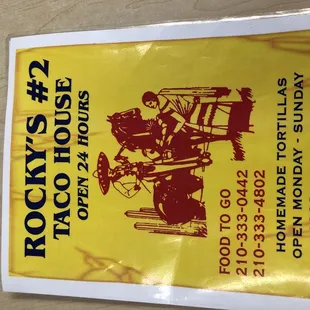 ROCKY'S #2
TACO HOUSE
OPEN 24 HOURS
FOOD TO GO
210-333-0442
210-333-4802
HOMEMADE TORTILLAS
OPEN MONDAY - SUNDAY